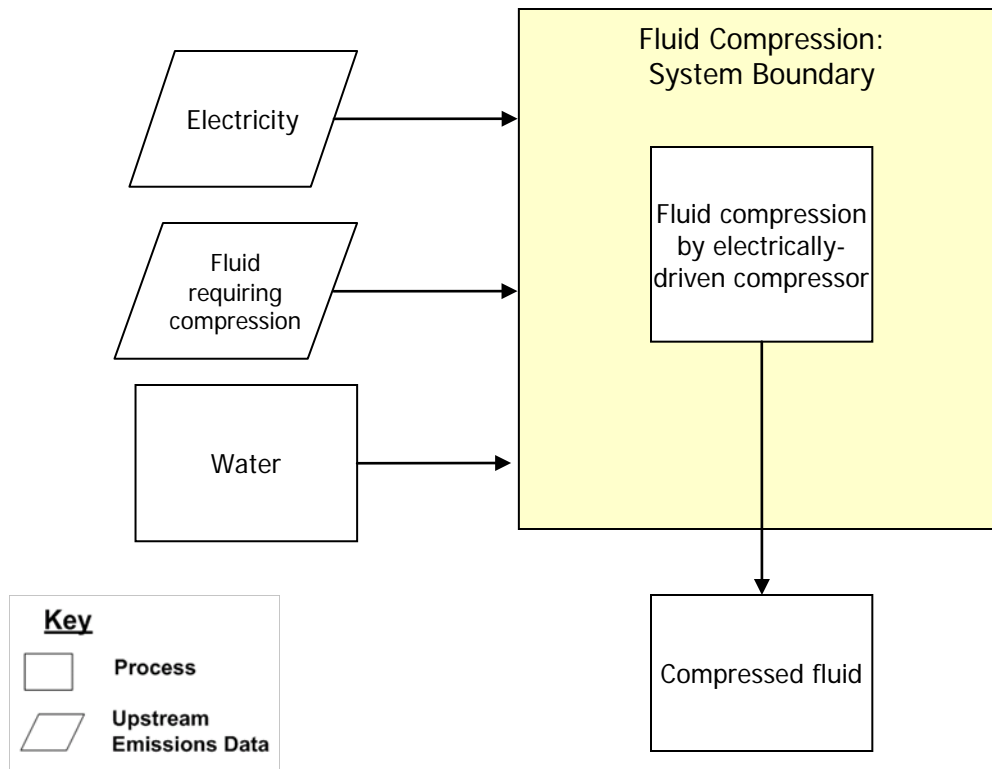 Fluid Compression:
System Boundary
Electricity
Fluid compression
by electrically-
driven compressor
Fluid
requiring
compression
Water
Compressed fluid
Key
Process
Upstream
Emissions Data